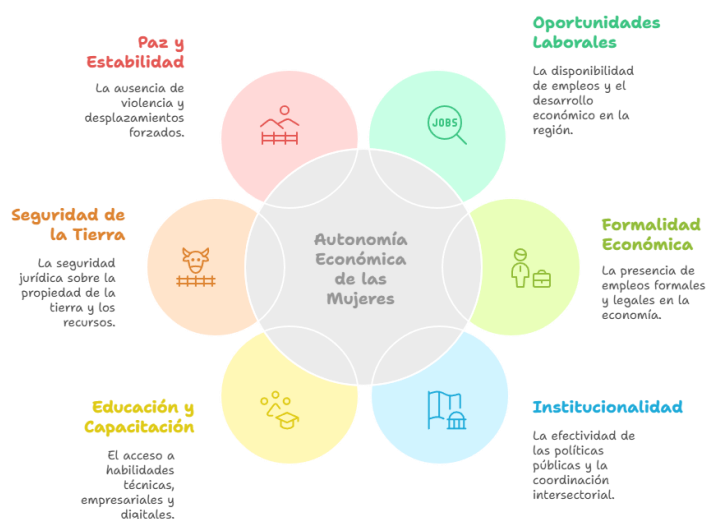 Paz y
Estabilidad
La ausencia de
violencia y
desplazamientos
forzados.
Oportunidades
Laborales
La disponibilidad
de empleos y el
desarrollo
económico en la
región.
JOBS
Seguridad de
la Tierra
La seguridad
jurídica sobre la
propiedad de la
tierra y los
recursos.
Autonomía
Económica
de las
Mujeres
Formalidad
Económica
La presencia de
empleos formales
y legales en la
economía.
Educación y
Capacitación
El acceso a
habilidades
técnicas,
empresariales y
digitales.
Institucionalidad
La efectividad de
las políticas
públicas y la
coordinación
intersectorial.